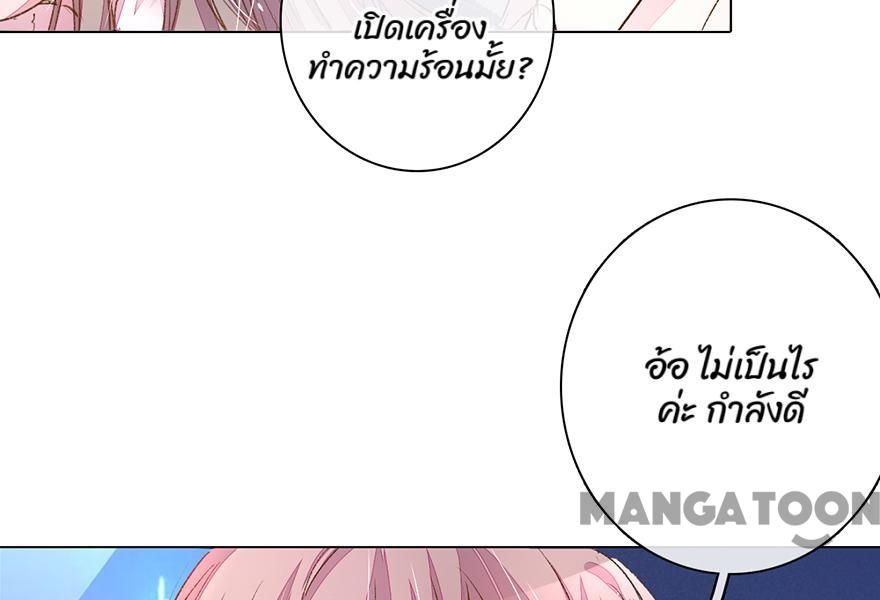 เปิดเครื่อง
ทำความร้อนมั้ย?
อ้อ ไม่เป็นไร
ค่ะ กำลังดี
MANGATOON